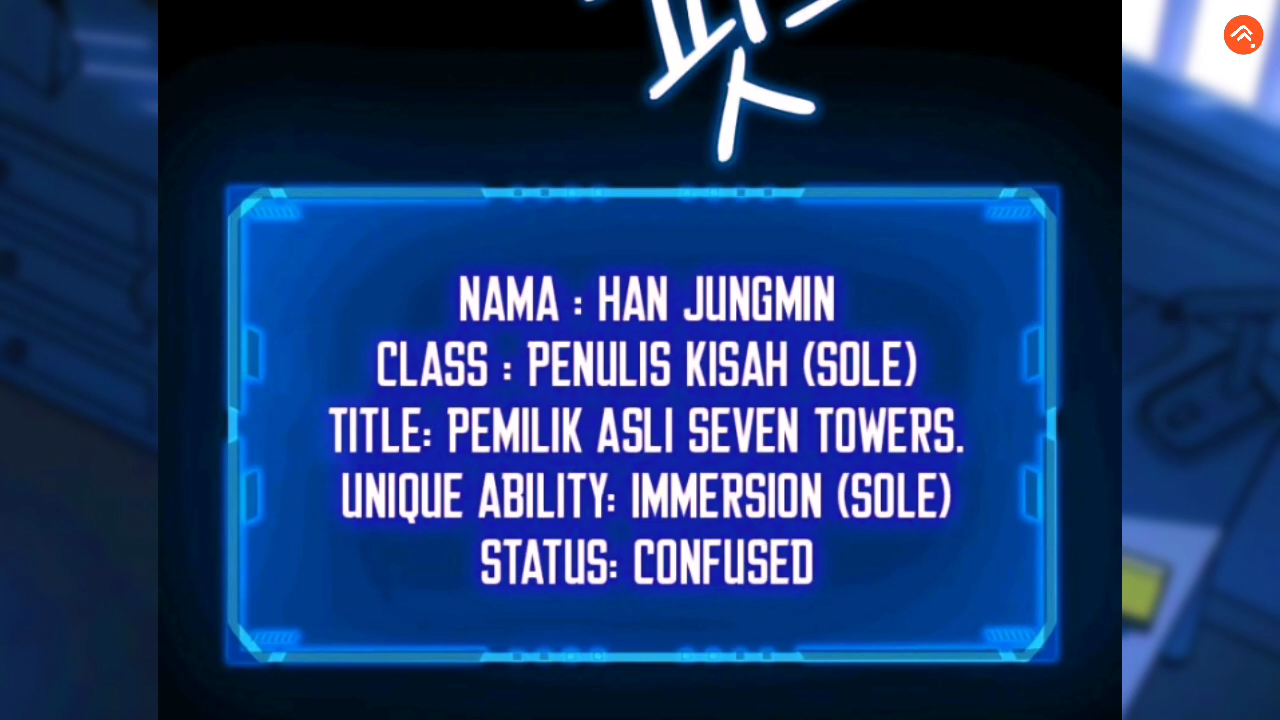 NAMA : HAN JUNGMIN
CLASS : PENULIS KISAH (SOLE)
TITLE: PEMILIK ASLI SEVEN TOWERS.
UNIQUE ABILITY: IMMERSION (SOLE)
STATUS: CONFUSED